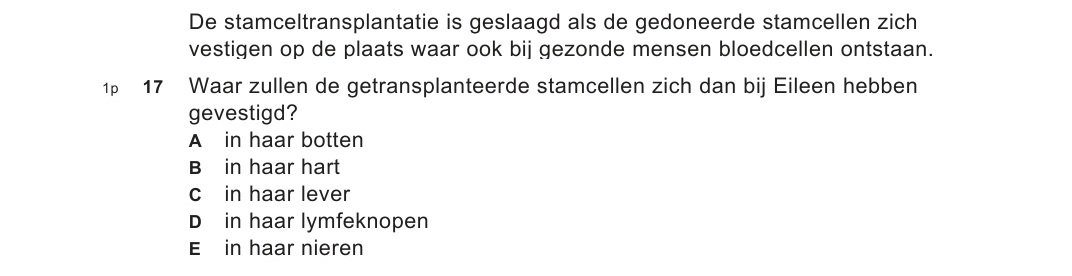 De stamceltransplantatie is geslaagd als de gedoneerde stamcellen zich
vestigen op de plaats waar ook bij gezonde mensen bloedcellen ontstaan.
1p 17 Waar zullen de getransplanteerde stamcellen zich dan bij Eileen hebben
gevestigd?
A in haar botten
B in haar hart
C in haar lever
D in haar lymfeknopen
E in haar nieren